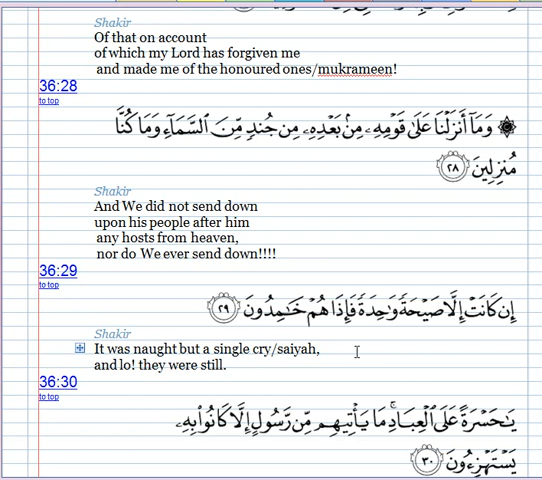 Shakir
Of that on account
of which my Lord has forgiven me
and made me of the honoured ones/mukrameen!
36:28
to top
۞ وَمَآ أَنزَلْنَا عَلَىٰ قَوْمِهِۦ مِنۢ بَعْدِهِۦ مِن جُندٍ مِّنَ ٱلسَّمَآءِ وَمَا كُنَّا
مُنزِلِينَ ٢٨
Shakir
And We did not send down
upon his people after him
any hosts from heaven,
nor do We ever send down!!!!
36:29
to top
إِن كَانَتْ إِلَّا صَيْحَةً وَٰحِدَةً فَإِذَا هُمْ خَٰمِدُونَ ٢٩
Shakir
It was naught but a single cry/saiyah,
and lo! they were still.
36:30
to top
يَٰحَسْرَةً عَلَى ٱلْعِبَادِ ۚ مَا يَأْتِيهِم مِّن رَّسُولٍ إِلَّا كَانُوا۟ بِهِۦ
يَسْتَهْزِءُونَ ٣٠